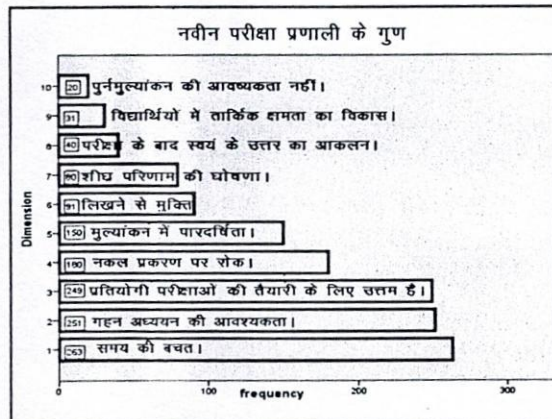 नवीन परीक्षा प्रणाली के गुण
10 20 पुर्नमुल्यांकन की आवष्यकता नहीं।
9 31 विद्यार्थियों में तार्किक क्षामता का विकास।
8 40 परीक्षा के बाद स्वयं के उत्तर का आकलन।
7 80 शीघ्र परिणाम की घोषणा।
6 91 लिखने से मुक्ति
5 150 मुल्यांकन में पारदर्षिता।
4 180 नकल प्रकरण पर रोक।
3 249 प्रतियोगी परीक्षाओं की तैयारी के लिए उत्तम है।
2 251 गहन अध्ययन की आवश्यकता।
1 263 समय की बचत।
Dimension
0 100 200 300
frequency